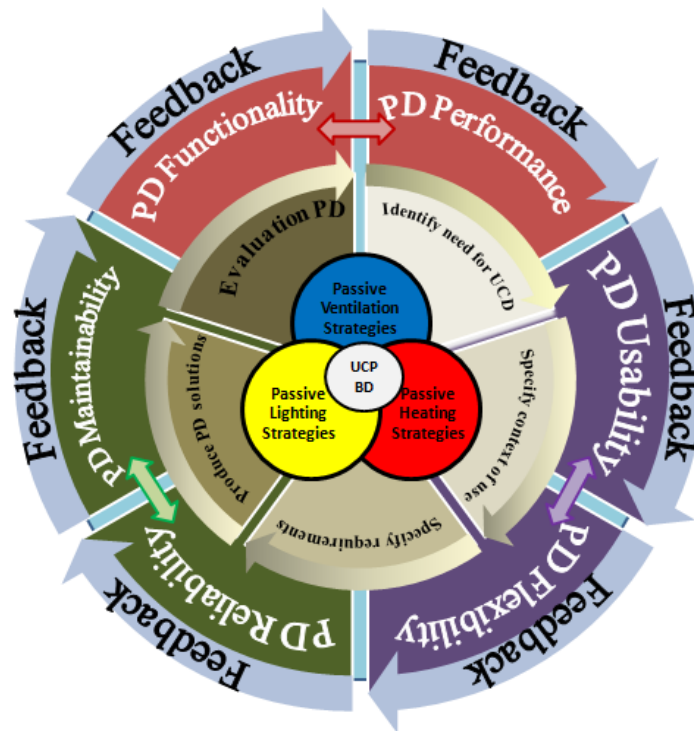 Feedback
Feedback
Feedback
Feedback
Feedback
Feedback
PD Functionality
PD Performance
PD Usability
PD Flexibility
PD Reliability
PD Maintainability
Evaluation PD
Identify need for UCD
Specify context of use
Specify requirements
Produce PD solutions
Passive
Ventilation
Strategies
UCP
BD
Passive
Lighting
Strategies
Passive
Heating
Strategies